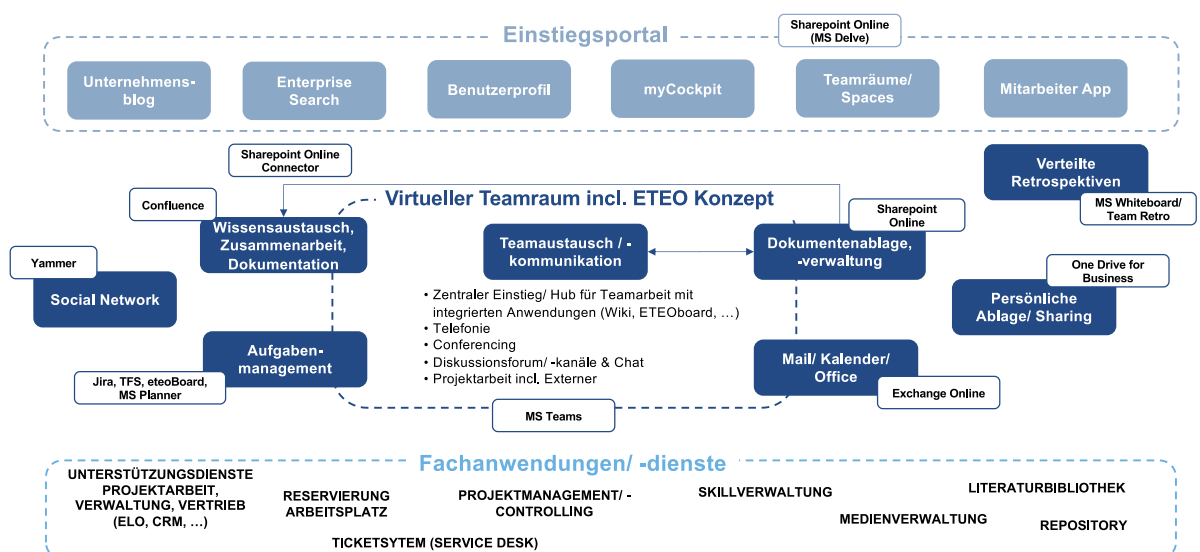 Einstiegsportal
Sharepoint Online
(MS Delve)
Unternehmens-
blog
Enterprise
Search
Benutzerprofil
myCockpit
Teamräume/
Spaces
Mitarbeiter App
Sharepoint Online
Connector
Verteilte
Retrospektiven
MS Whiteboard/
Team Retro
Virtueller Teamraum incl. ETEO Konzept
Confluence
Wissensaustausch,
Zusammenarbeit,
Dokumentation
Teamaustausch / -
kommunikation
Sharepoint
Online
Dokumentenablage,
-verwaltung
Yammer
Social Network
One Drive for
Business
Persönliche
Ablage/ Sharing
• Zentraler Einstieg/ Hub für Teamarbeit mit
integrierten Anwendungen (Wiki, ETEOboard, …)
• Telefonie
• Conferencing
• Diskussionsforum/ -kanäle & Chat
• Projektarbeit incl. Externer
Aufgaben-
management
Jira, TFS, eteoBoard,
MS Planner
Mail/ Kalender/
Office
Exchange Online
MS Teams
Fachanwendungen/ -dienste
UNTERSTÜTZUNGSDIENSTE
PROJEKTARBEIT,
VERWALTUNG, VERTRIEB
(ELO, CRM, …)
RESERVIERUNG
ARBEITSPLATZ
PROJEKTMANAGEMENT/ -
CONTROLLING
SKILLVERWALTUNG
LITERATURBIBLIOTHEK
MEDIENVERWALTUNG
REPOSITORY
TICKETSYTEM (SERVICE DESK)